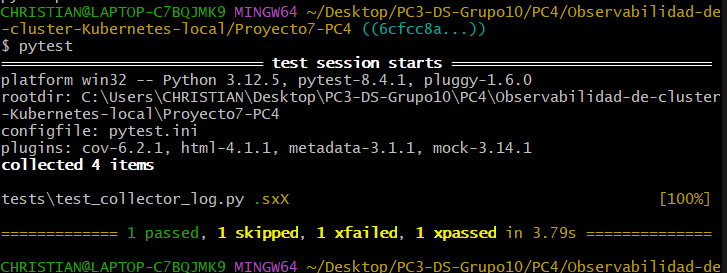 CHRISTIAN@LAPTOP-C7BQJMK9 MINGW64 ~/Desktop/PC3-DS-Grupo10/PC4/Observabilidad-de
-cluster-Kubernetes-local/Proyecto7-PC4 ((6cfcc8a...))
$ pytest
============================= test session starts =============================
platform win32 -- Python 3.12.5, pytest-8.4.1, pluggy-1.6.0
rootdir: C:\Users\CHRISTIAN\Desktop\PC3-DS-Grupo10\PC4\Observabilidad-de-cluster
-Kubernetes-local\Proyecto7-PC4
configfile: pytest.ini
plugins: cov-6.2.1, html-4.1.1, metadata-3.1.1, mock-3.14.1
collected 4 items
tests\test_collector_log.py .sxX [100%]
============= 1 passed, 1 skipped, 1 xfailed, 1 xpassed in 3.79s ==============
CHRISTIAN@LAPTOP-C7BQJMK9 MINGW64 ~/Desktop/PC3-DS-Grupo10/PC4/Observabilidad-de